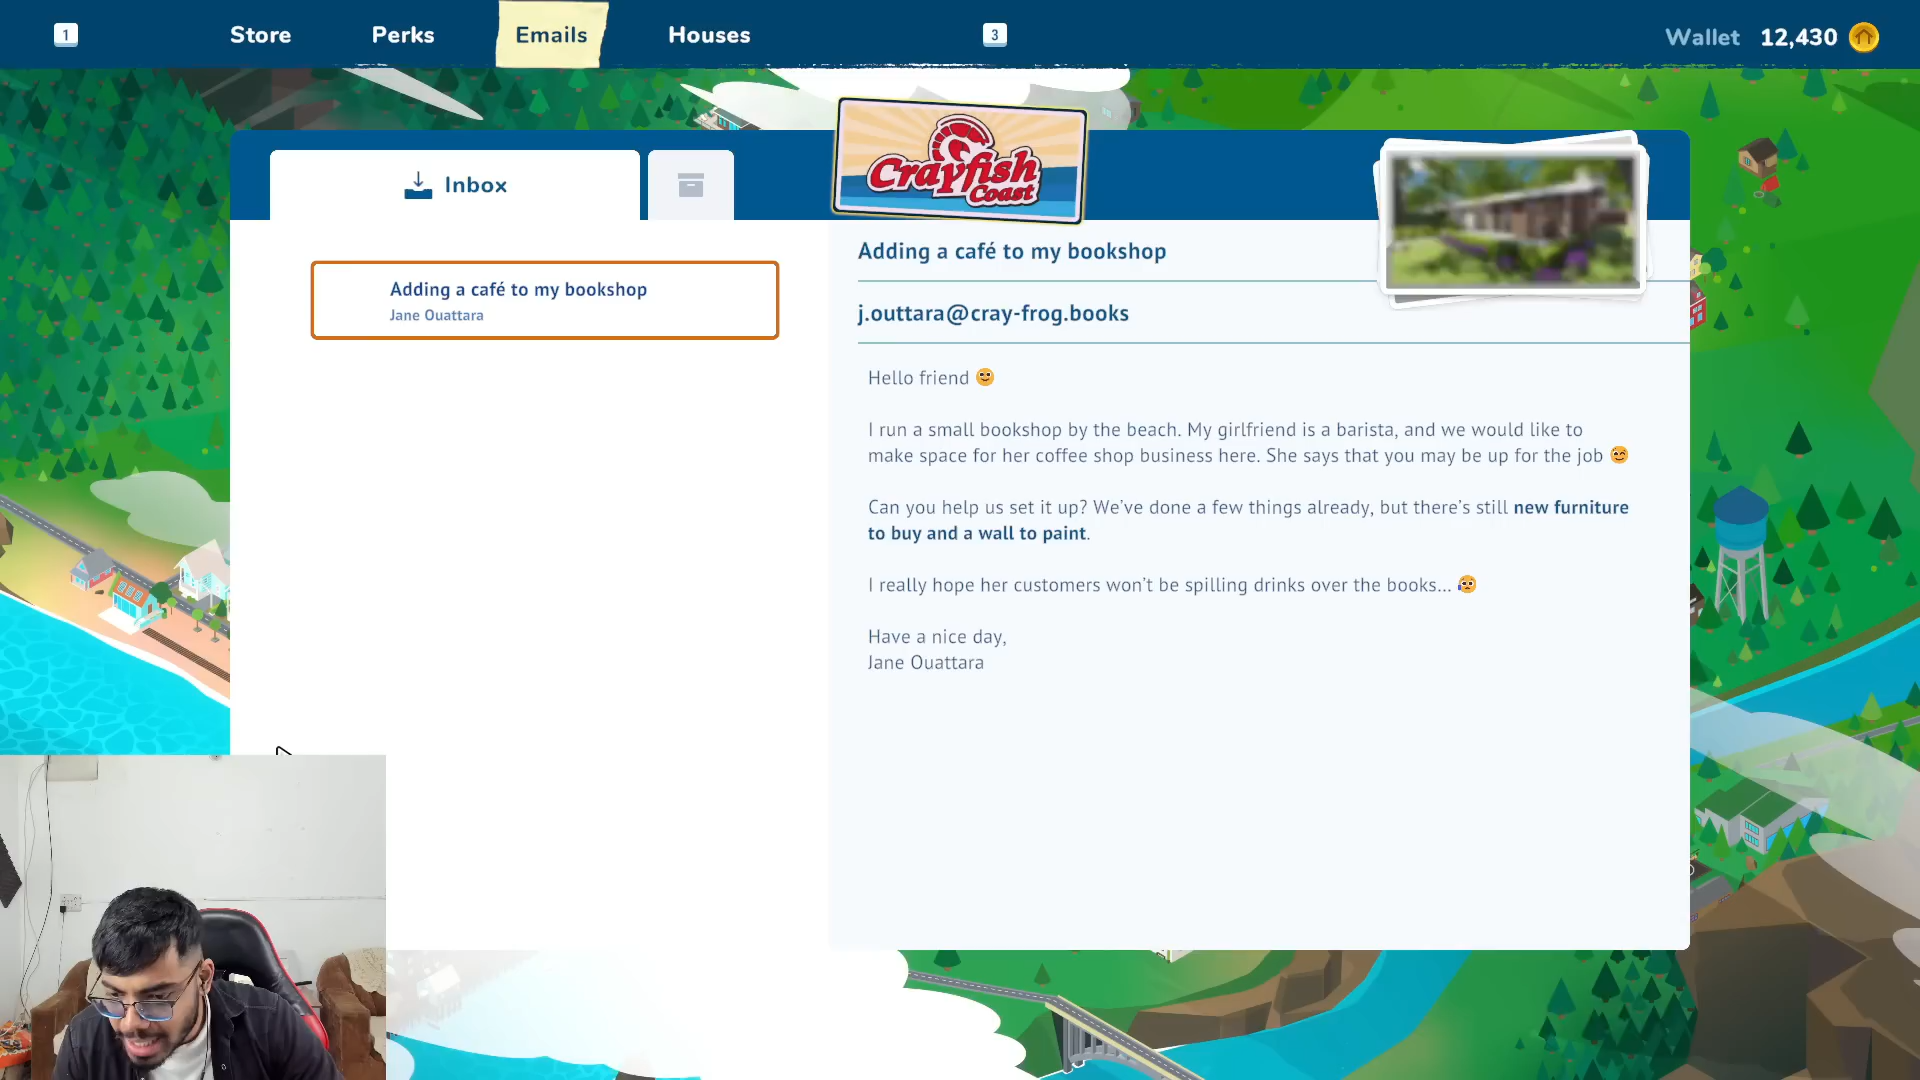 1
Store
Perks
Emails
Houses
3
Wallet 12,430
Inbox
Crayfish
Coast
Adding a café to my bookshop
Jane Ouattara
Adding a café to my bookshop
j.outtara@cray-frog.books
Hello friend
I run a small bookshop by the beach. My girlfriend is a barista, and we would like to
make space for her coffee shop business here. She says that you may be up for the job
Can you help us set it up? We've done a few things already, but there's still new furniture
to buy and a wall to paint.
I really hope her customers won't be spilling drinks over the books...
Have a nice day,
Jane Ouattara